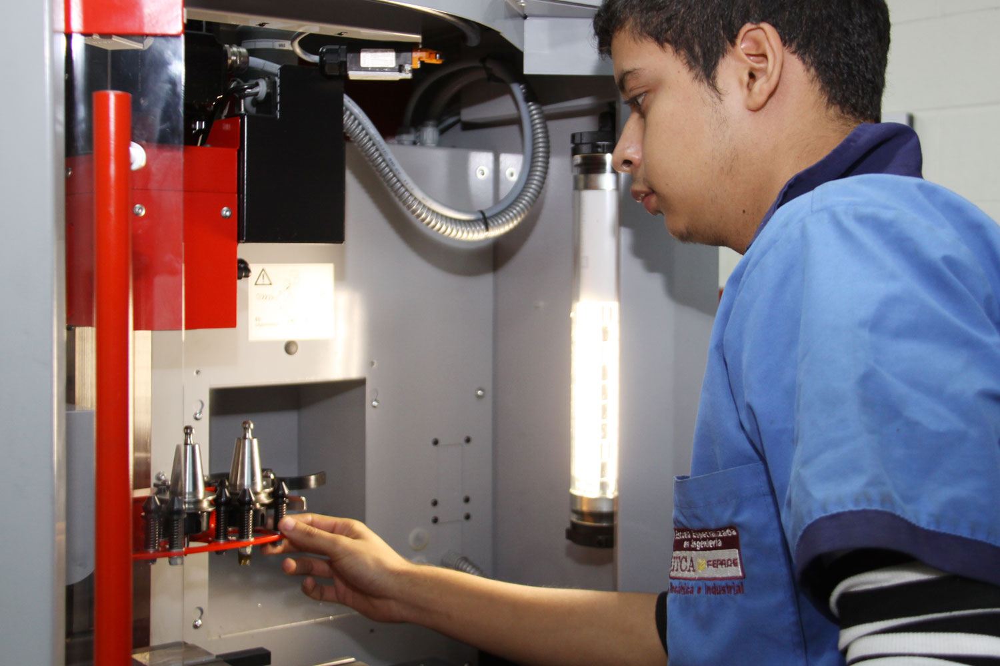 Escuela Especializada
en Ingeniería
ITCA FEPADE
Mecánica e Industrial